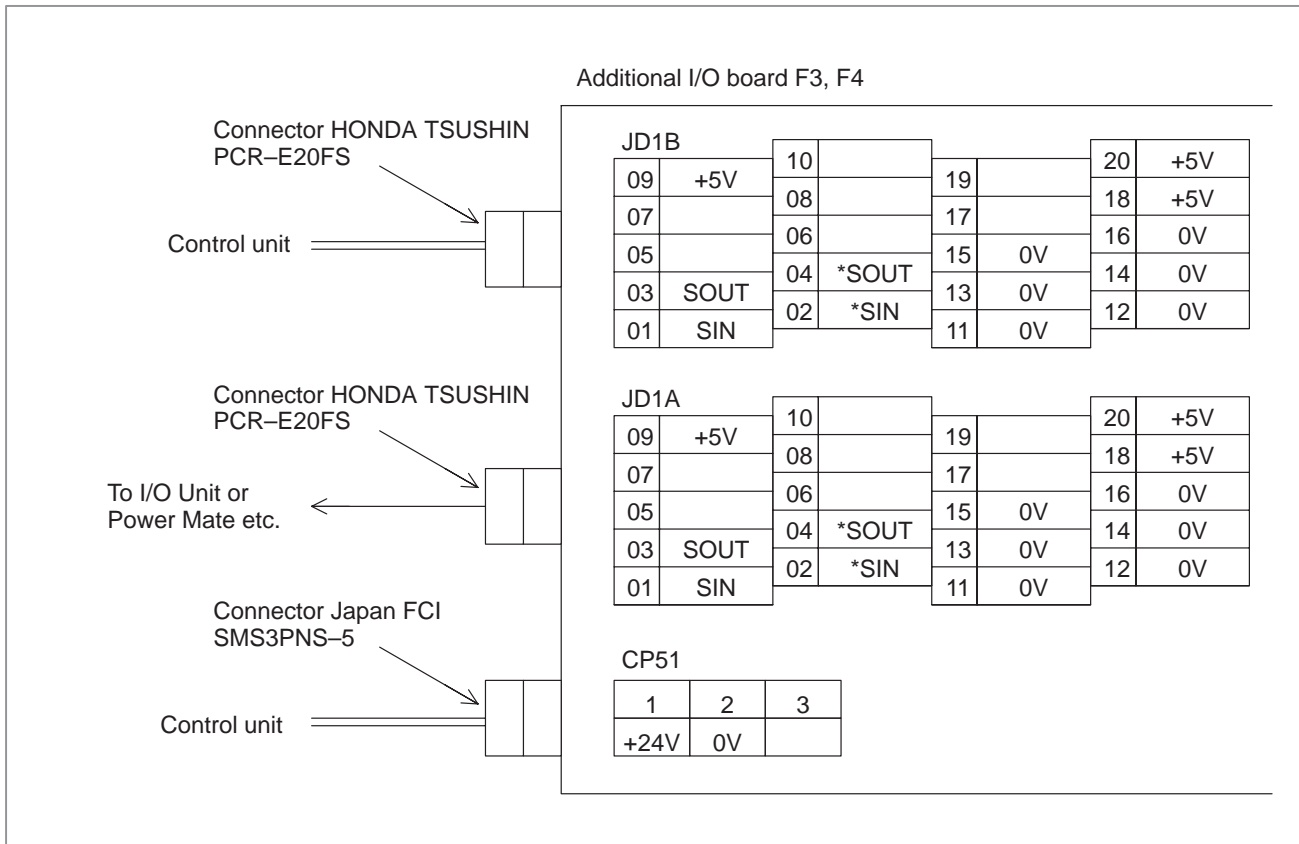 Additional I/O board F3, F4
Connector HONDA TSUSHIN
PCR–E20FS
Control unit
JD1B
09 +5V
07
05
03 SOUT
01 SIN
10
08
06
04 *SOUT
02 *SIN
19
17
15 0V
13 0V
11 0V
20 +5V
18 +5V
16 0V
14 0V
12 0V
Connector HONDA TSUSHIN
PCR–E20FS
To I/O Unit or
Power Mate etc.
JD1A
09 +5V
07
05
03 SOUT
01 SIN
10
08
06
04 *SOUT
02 *SIN
19
17
15 0V
13 0V
11 0V
20 +5V
18 +5V
16 0V
14 0V
12 0V
Connector Japan FCI
SMS3PNS–5
Control unit
CP51
1 2 3
+24V 0V